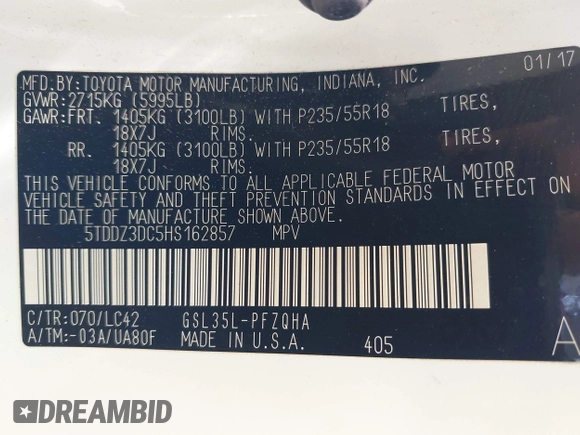 MFD.BY:TOYOTA MOTOR MANUFACTURING, INDIANA, INC. 01/17
GVWR:2715KG (5995LB)
GAWR:FRT. 1405KG (3100LB) WITH P235/55R18 TIRES,
18X7J RIMS.
RR. 1405KG (3100LB) WITH P235/55R18 TIRES,
18X7J RIMS.
THIS VEHICLE CONFORMS TO ALL APPLICABLE FEDERAL MOTOR
VEHICLE SAFETY AND THEFT PREVENTION STANDARDS IN EFFECT ON
THE DATE OF MANUFACTURE SHOWN ABOVE.
5TDDZ3DC5HS162857 MPV
C/TR:070/LC42 GSL35L-PFZQHA
A/TM:-03A/UA80F MADE IN U.S.A. 405 A
DREAMBID